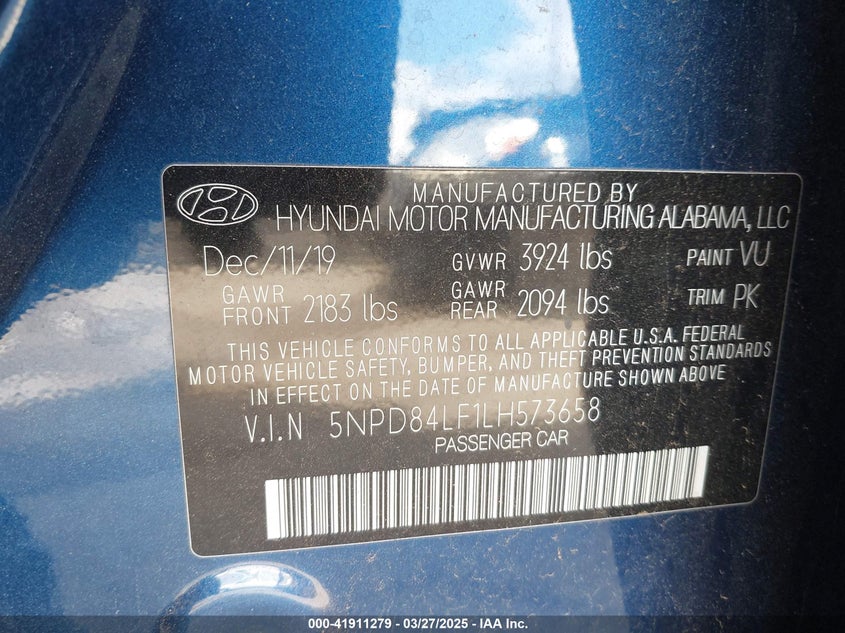 MANUFACTURED BY
HYUNDAI MOTOR MANUFACTURING ALABAMA, LLC
Dec/11/19 GVWR 3924 lbs PAINT VU
GAWR FRONT 2183 lbs GAWR REAR 2094 lbs TRIM PK
THIS VEHICLE CONFORMS TO ALL APPLICABLE U.S.A. FEDERAL
MOTOR VEHICLE SAFETY, BUMPER, AND THEFT PREVENTION STANDARDS
IN EFFECT ON THE DATE OF MANUFACTURE SHOWN ABOVE
V.I.N 5NPD84LF1LH573658
PASSENGER CAR
000-41911279 - 03/27/2025 - IAA Inc.